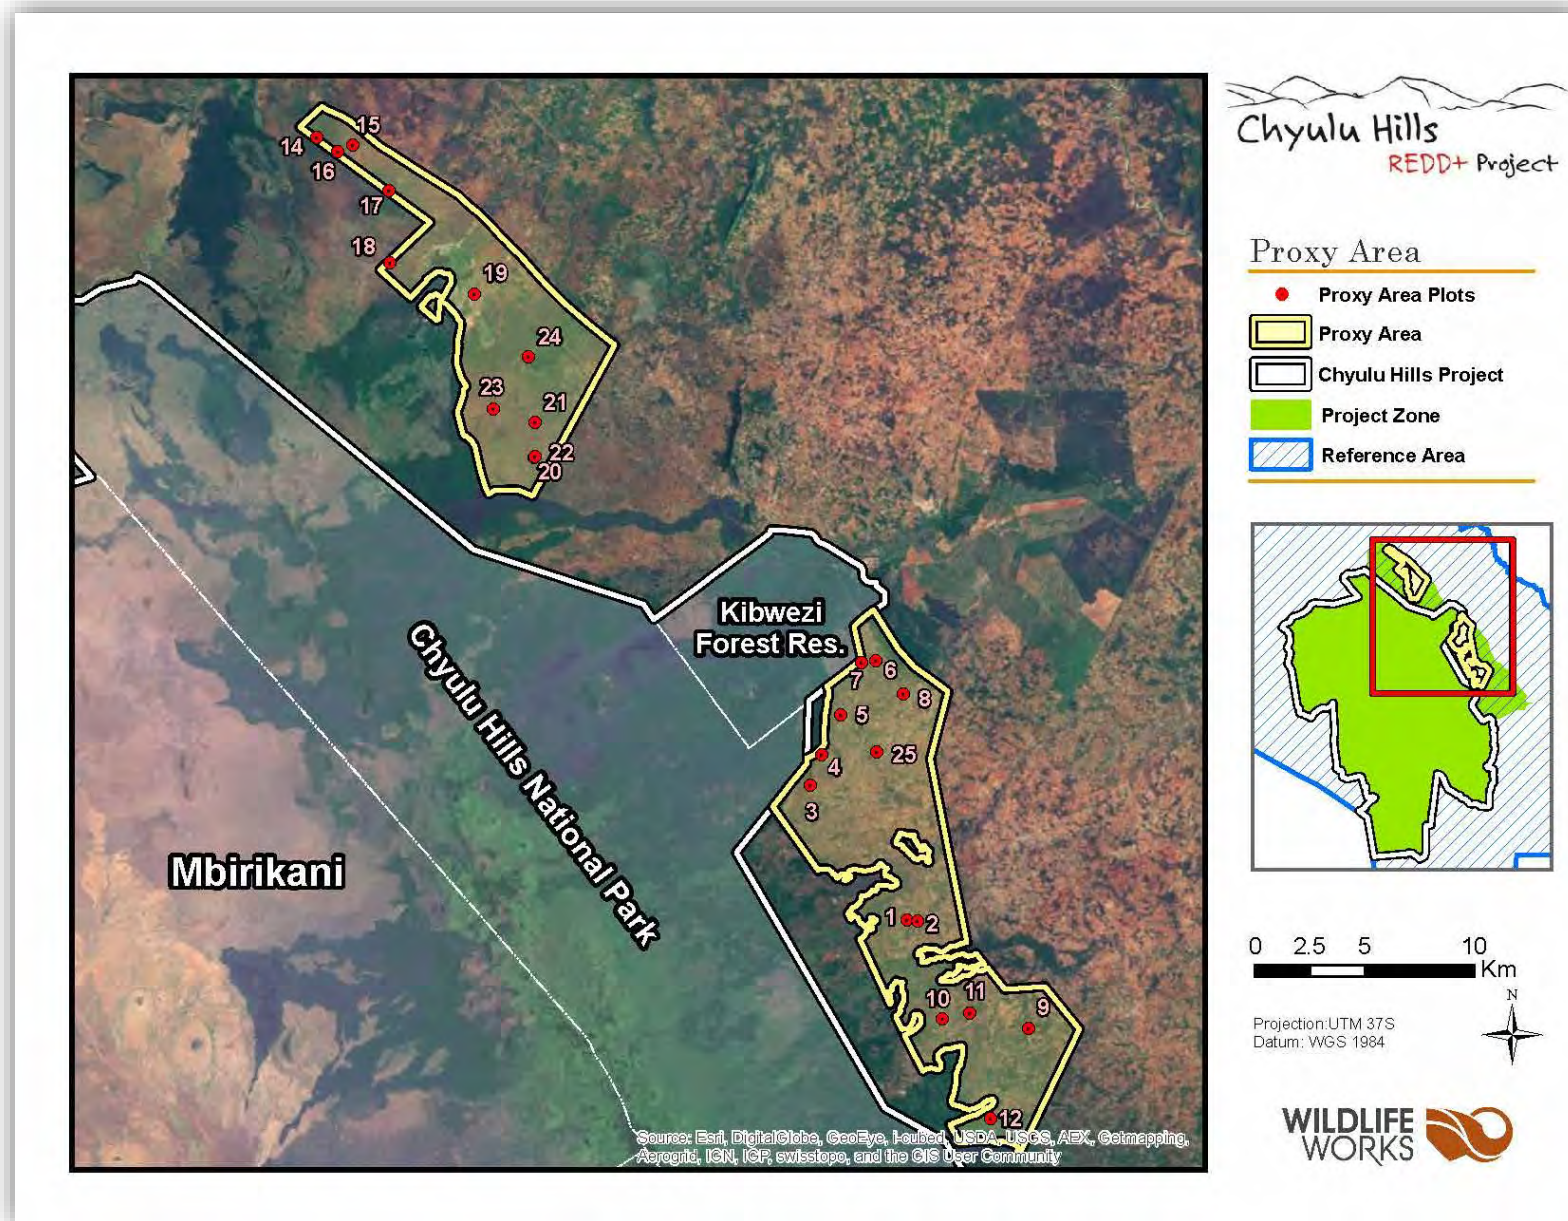 15
14
16
17
18
19
24
23
21
22
20
Kibwezi
Forest Res.
6
7
8
5
25
4
3
Chyulu Hills National Park
Mbirikani
1
2
10
11
9
12
Source: Esri, DigitalGlobe, GeoEye, i-cubed, USDA, USGS, AEX, Getmapping,
Aerogrid, IGN, IGP, swisstopo, and the GIS User Community
Chyulu Hills
REDD+ Project
Proxy Area
Proxy Area Plots
Proxy Area
Chyulu Hills Project
Project Zone
Reference Area
0 2.5 5 10
Km
N
Projection:UTM 37S
Datum: WGS 1984
WILDLIFE
WORKS